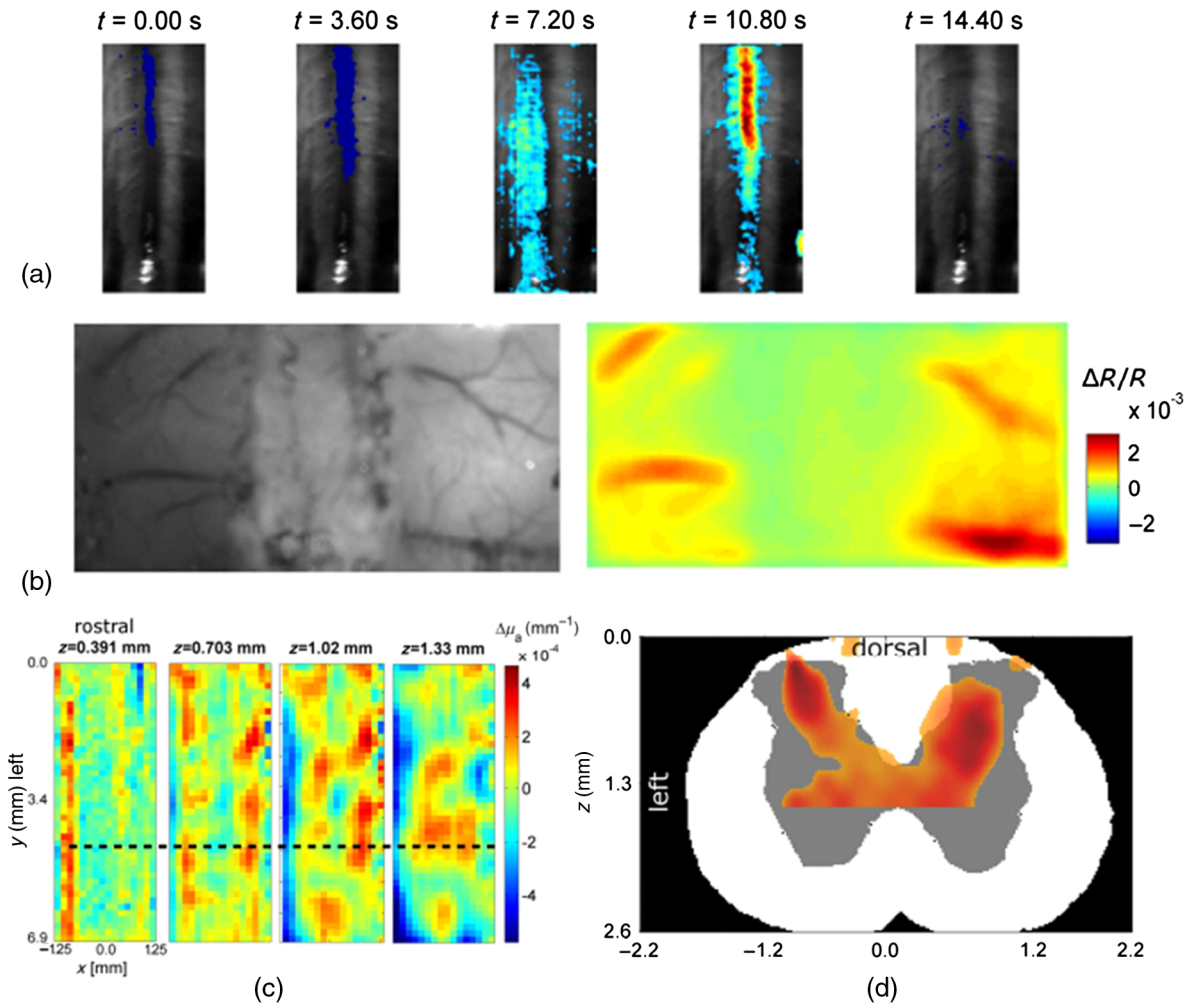 t = 0.00 s
t = 3.60 s
t = 7.20 s
t = 10.80 s
t = 14.40 s
(a)
ΔR/R
x 10⁻³
2
0
−2
(b)
rostral
z=0.391 mm
z=0.703 mm
z=1.02 mm
z=1.33 mm
Δμₐ (mm⁻¹)
× 10⁻⁴
4
2
0
-2
-4
y (mm) left
0.0
3.4
6.9
−125
0.0
125
x [mm]
(c)
dorsal
left
z (mm)
0.0
1.3
2.6
−2.2
−1.2
0.0
1.2
2.2
(d)